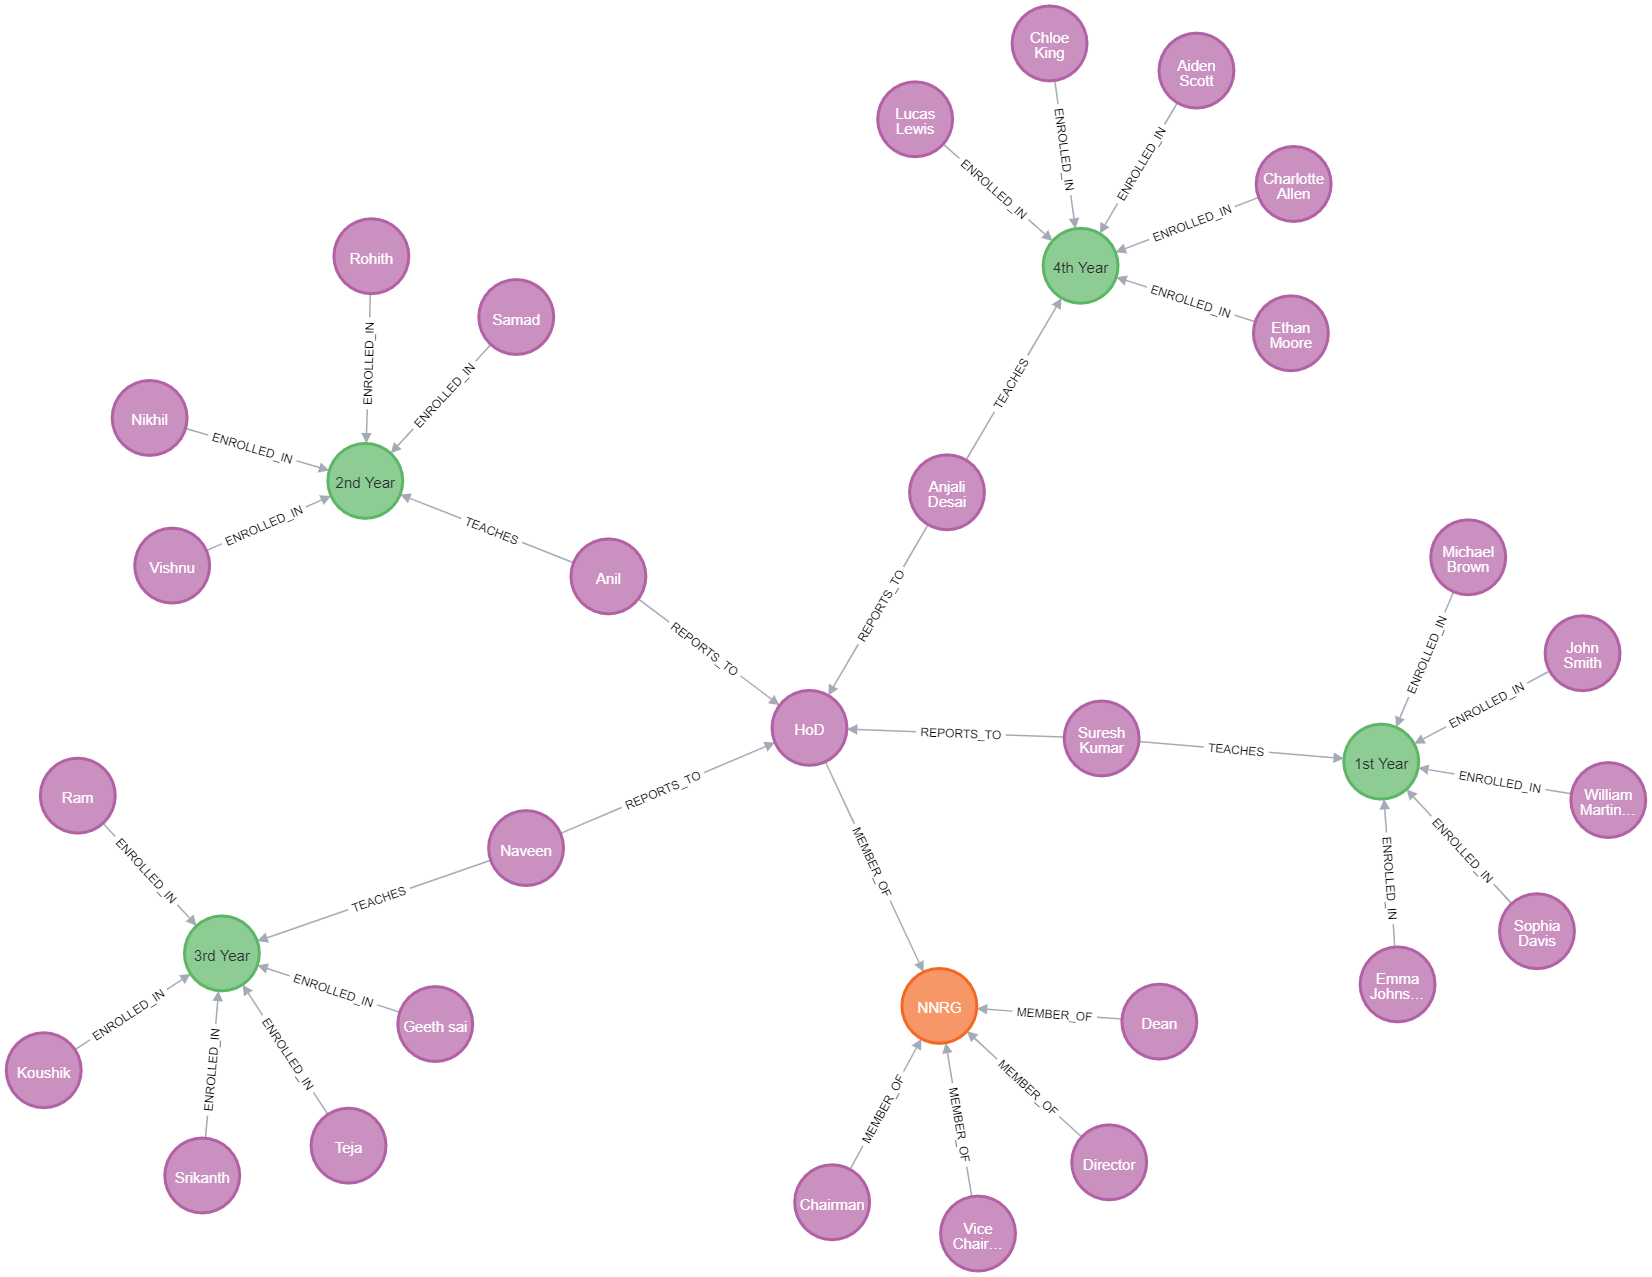 Chloe
King
Aiden
Scott
Lucas
Lewis
Charlotte
Allen
Ethan
Moore
4th Year
ENROLLED_IN
ENROLLED_IN
ENROLLED_IN
ENROLLED_IN
ENROLLED_IN
TEACHES
Anjali
Desai
REPORTS_TO
Rohith
Samad
Nikhil
Vishnu
2nd Year
ENROLLED_IN
ENROLLED_IN
ENROLLED_IN
ENROLLED_IN
TEACHES
Anil
REPORTS_TO
HoD
REPORTS_TO
Suresh
Kumar
TEACHES
1st Year
Michael
Brown
John
Smith
William
Martin...
Sophia
Davis
Emma
Johns...
ENROLLED_IN
ENROLLED_IN
ENROLLED_IN
ENROLLED_IN
ENROLLED_IN
REPORTS_TO
Naveen
TEACHES
3rd Year
Ram
Koushik
Srikanth
Teja
Geeth sai
ENROLLED_IN
ENROLLED_IN
ENROLLED_IN
ENROLLED_IN
ENROLLED_IN
MEMBER_OF
NNRG
MEMBER_OF
Dean
MEMBER_OF
Director
MEMBER_OF
Vice
Chair...
MEMBER_OF
Chairman